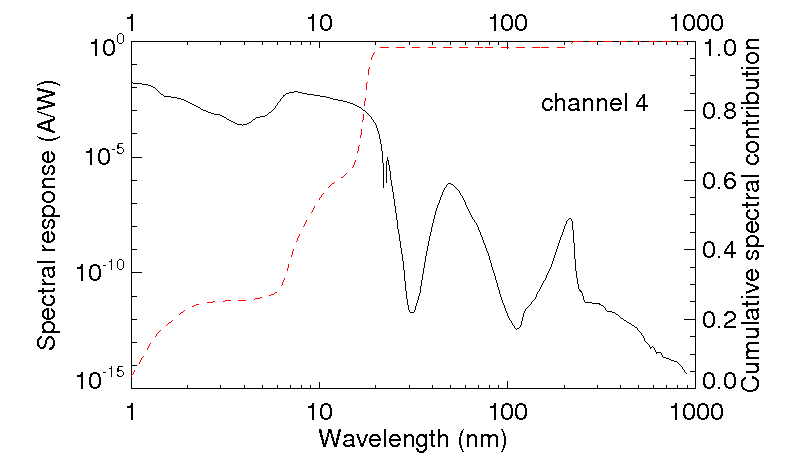 1 10 100 1000
10^0 1.0
channel 4
0.8
10^-5
0.6
0.4
10^-10
0.2
10^-15 0.0
1 10 100 1000
Wavelength (nm)
Spectral response (A/W)
Cumulative spectral contribution